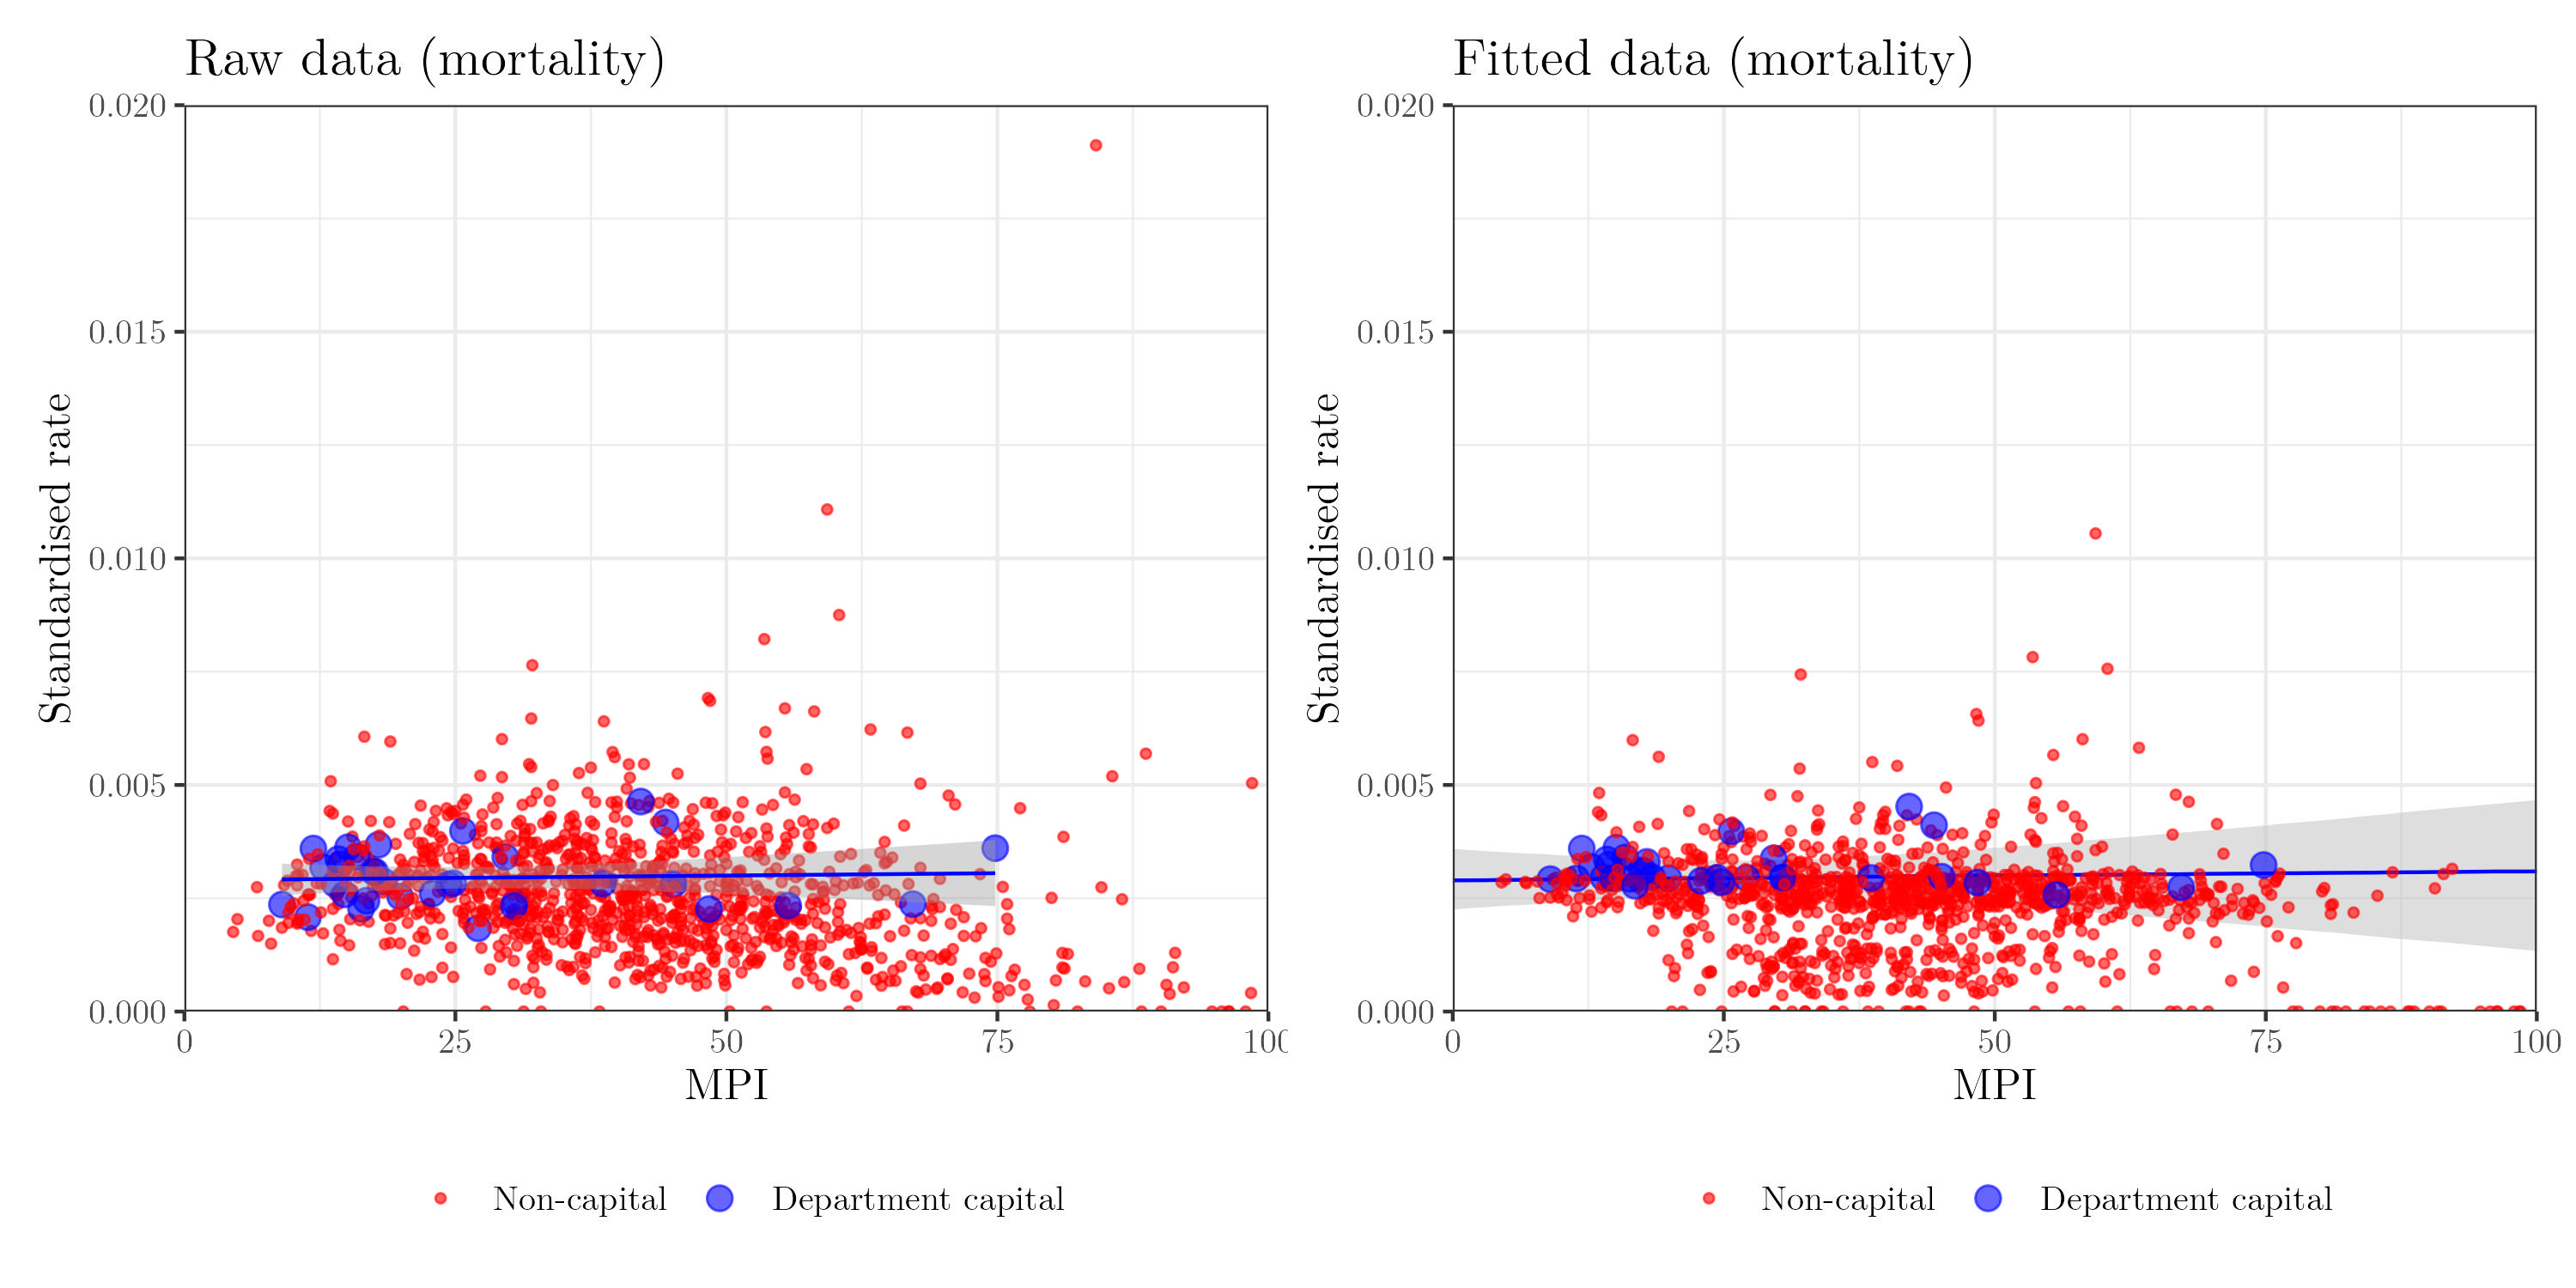 Raw data (mortality)
0.020
0.015
0.010
0.005
0.000
Standardised rate
0 25 50 75 100
MPI
Non-capital Department capital
Fitted data (mortality)
0.020
0.015
0.010
0.005
0.000
Standardised rate
0 25 50 75 100
MPI
Non-capital Department capital